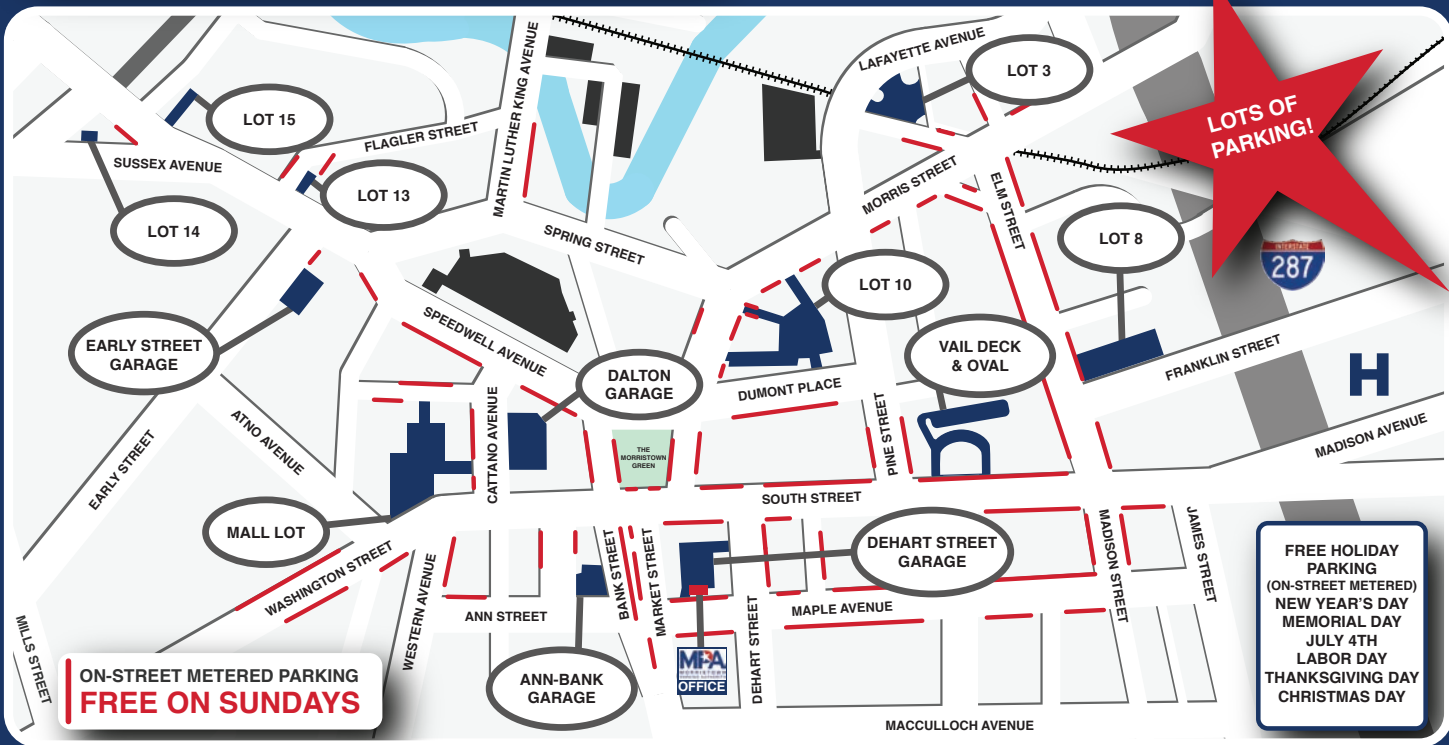 LAFAYETTE AVENUE
LOT 3
LOTS OF
PARKING!
LOT 15
FLAGLER STREET
MARTIN LUTHER KING AVENUE
SUSSEX AVENUE
LOT 13
LOT 14
MORRIS STREET
ELM STREET
SPRING STREET
LOT 8
INTERSTATE
287
LOT 10
EARLY STREET
GARAGE
SPEEDWELL AVENUE
VAIL DECK
& OVAL
FRANKLIN STREET
H
DALTON
GARAGE
DUMONT PLACE
PINE STREET
CATTANO AVENUE
ATNO AVENUE
EARLY STREET
THE
MORRISTOWN
GREEN
MADISON AVENUE
SOUTH STREET
MALL LOT
WASHINGTON STREET
WESTERN AVENUE
BANK STREET
MARKET STREET
DEHART STREET
GARAGE
MADISON STREET
JAMES STREET
ANN STREET
MAPLE AVENUE
DEHART STREET
MILLS STREET
ANN-BANK
GARAGE
MPA
OFFICE
MACCULLOCH AVENUE
ON-STREET METERED PARKING
FREE ON SUNDAYS
FREE HOLIDAY
PARKING
(ON-STREET METERED)
NEW YEAR'S DAY
MEMORIAL DAY
JULY 4TH
LABOR DAY
THANKSGIVING DAY
CHRISTMAS DAY